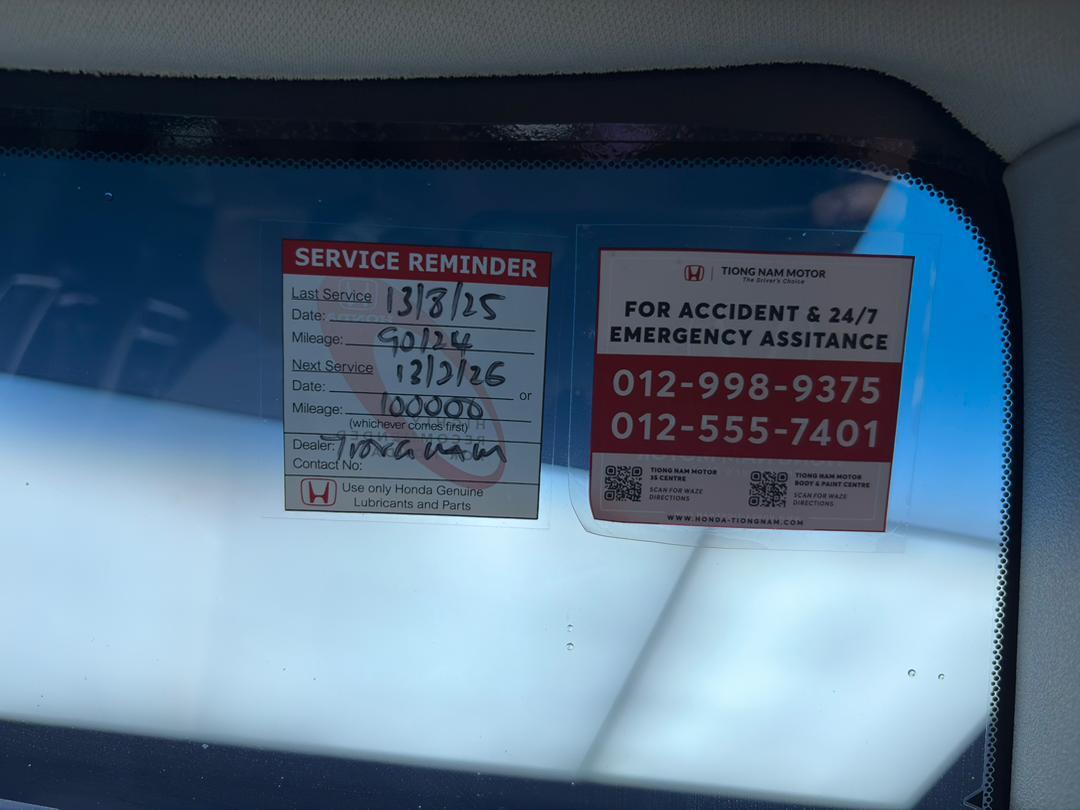 SERVICE REMINDER
Last Service 13/8/25
Date:
Mileage: 90124
Next Service 13/2/26
Date: or
Mileage: 100000
(whichever comes first)
Dealer: Tiong nam
Contact No:
Use only Honda Genuine
Lubricants and Parts
TIONG NAM MOTOR
The Driver's Choice
FOR ACCIDENT & 24/7
EMERGENCY ASSITANCE
012-998-9375
012-555-7401
TIONG NAM MOTOR
3S CENTRE
SCAN FOR WAZE
DIRECTIONS
TIONG NAM MOTOR
BODY & PAINT CENTRE
SCAN FOR WAZE
DIRECTIONS
WWW.HONDA-TIONGNAM.COM